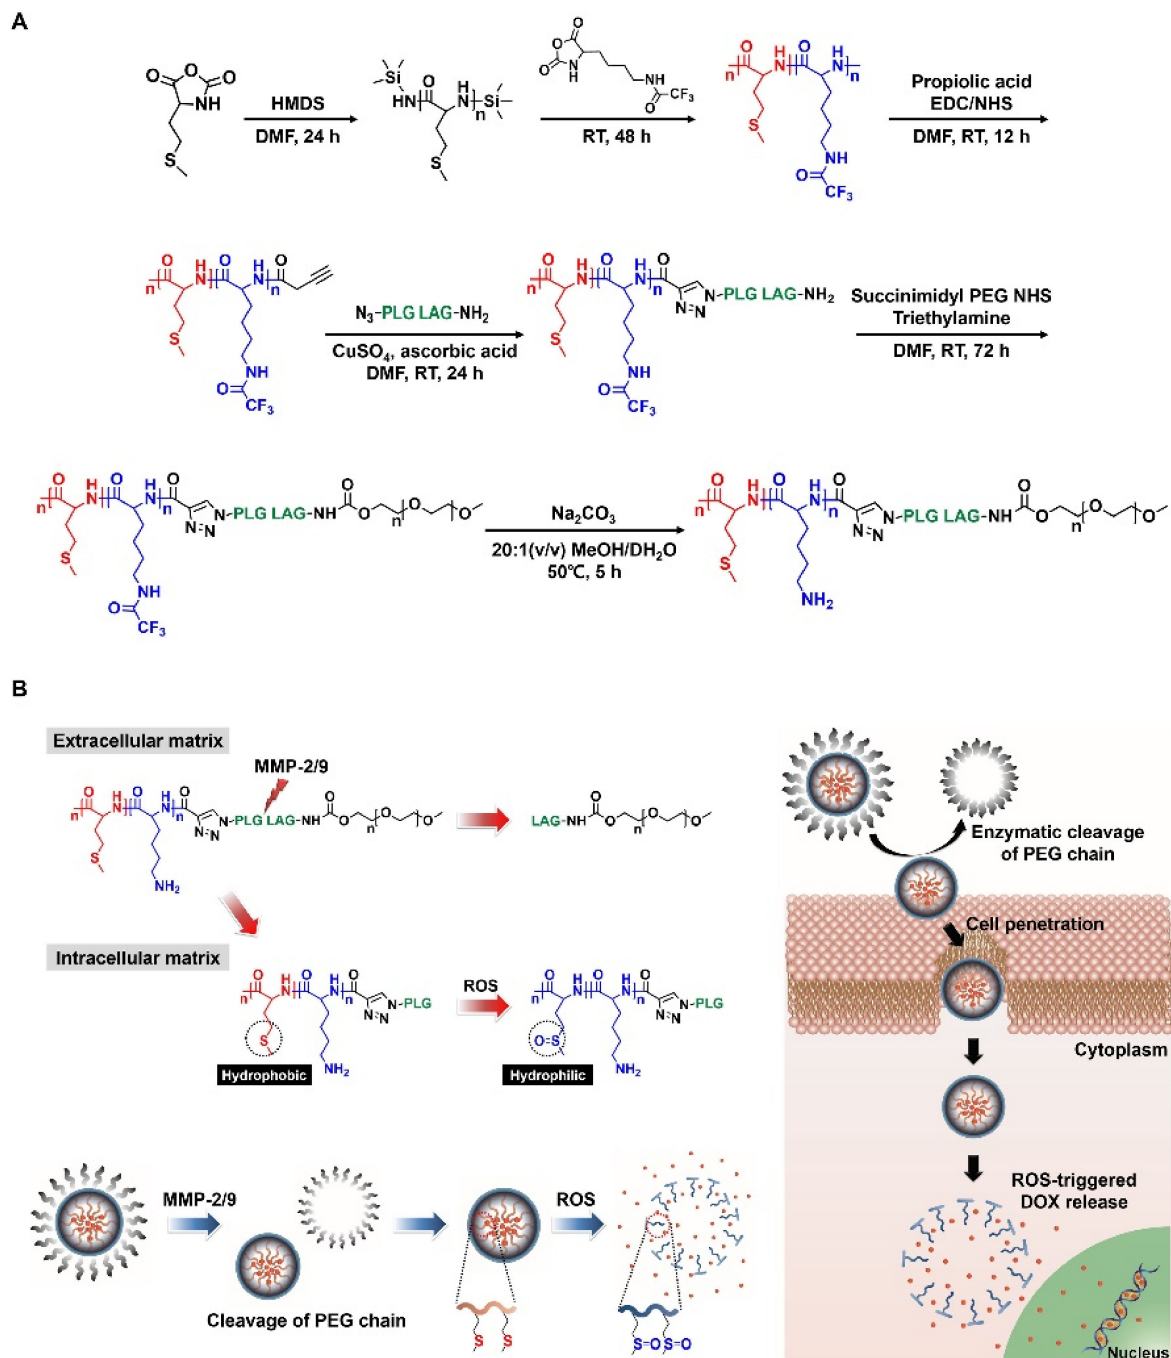 A
HMDS
DMF, 24 h
RT, 48 h
Propiolic acid
EDC/NHS
DMF, RT, 12 h
N3-PLG LAG-NH2
CuSO4, ascorbic acid
DMF, RT, 24 h
PLG LAG-NH2
Succinimidyl PEG NHS
Triethylamine
DMF, RT, 72 h
PLG LAG-NH
Na2CO3
20:1(v/v) MeOH/DH2O
50℃, 5 h
PLG LAG-NH
NH2
B
Extracellular matrix
MMP-2/9
PLG LAG-NH
NH2
LAG-NH
Intracellular matrix
ROS
PLG
O=S
PLG
NH2
NH2
Hydrophobic
Hydrophilic
MMP-2/9
ROS
Cleavage of PEG chain
S S
S=O S=O
Enzymatic cleavage
of PEG chain
Cell penetration
Cytoplasm
ROS-triggered
DOX release
Nucleus